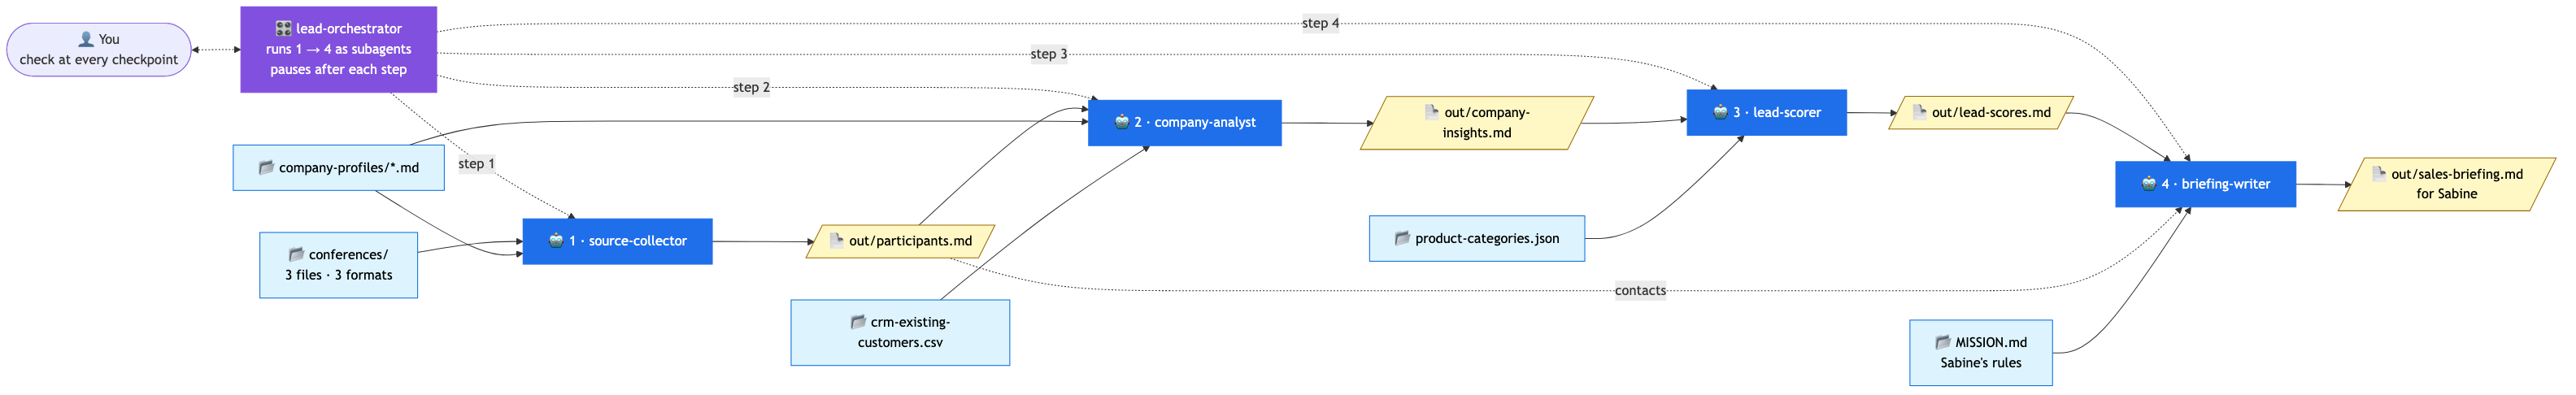 You
check at every checkpoint
lead-orchestrator
runs 1 → 4 as subagents
pauses after each step
step 4
step 3
step 2
step 1
company-profiles/*.md
conferences/
3 files · 3 formats
1 · source-collector
out/participants.md
crm-existing-
customers.csv
2 · company-analyst
out/company-
insights.md
product-categories.json
3 · lead-scorer
out/lead-scores.md
contacts
MISSION.md
Sabine's rules
4 · briefing-writer
out/sales-briefing.md
for Sabine